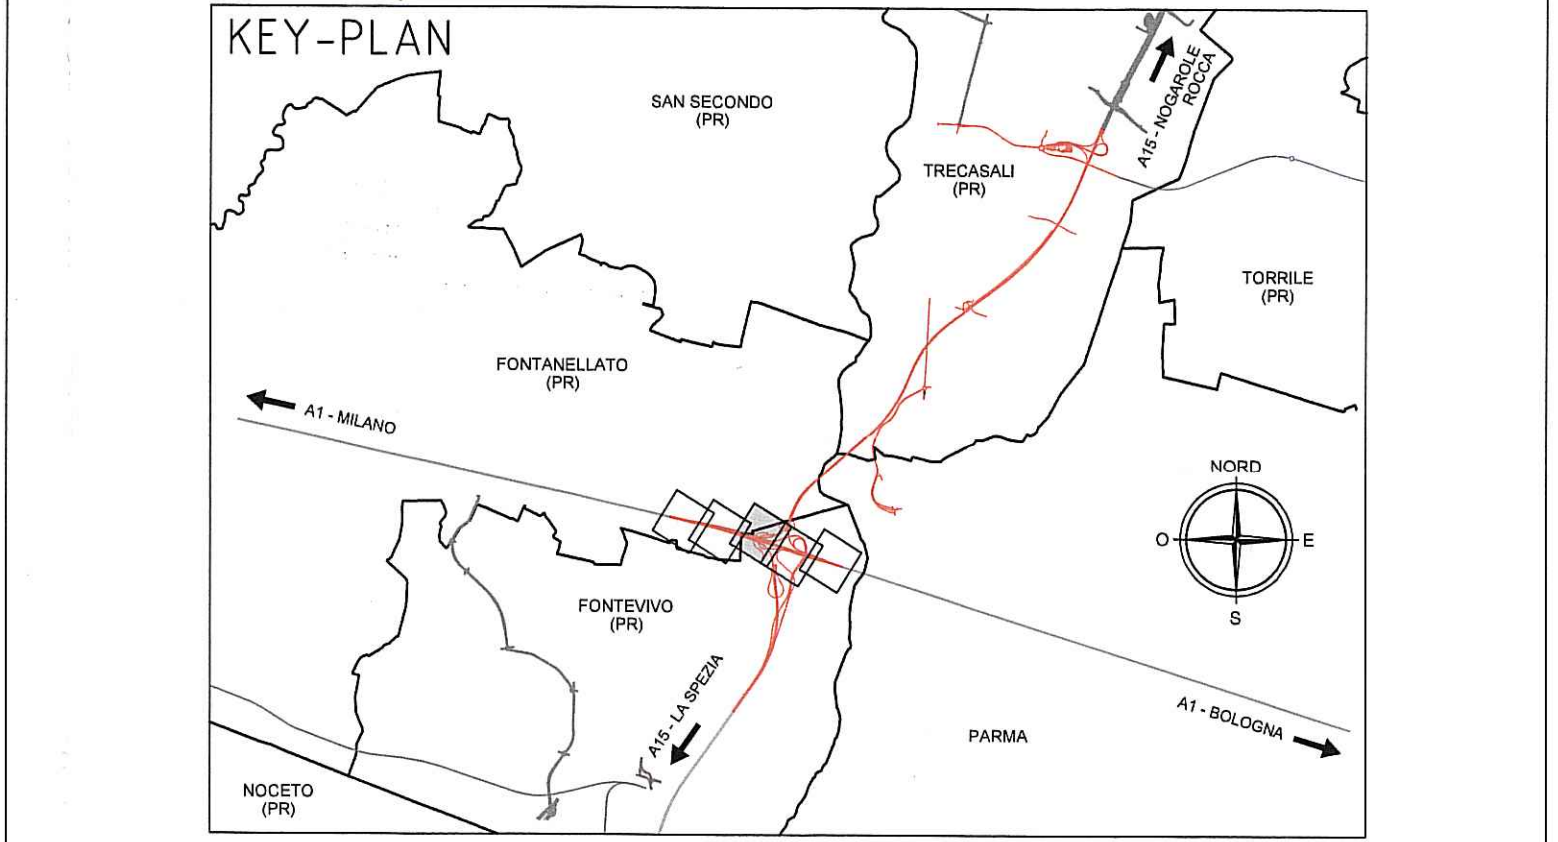 KEY-PLAN
SAN SECONDO
(PR)
A15 - NOGAROLE
ROCCA
TRECASALI
(PR)
TORRILE
(PR)
FONTANELLATO
(PR)
A1 - MILANO
NORD
O
E
S
FONTEVIVO
(PR)
A15 - LA SPEZIA
A1 - BOLOGNA
PARMA
NOCETO
(PR)